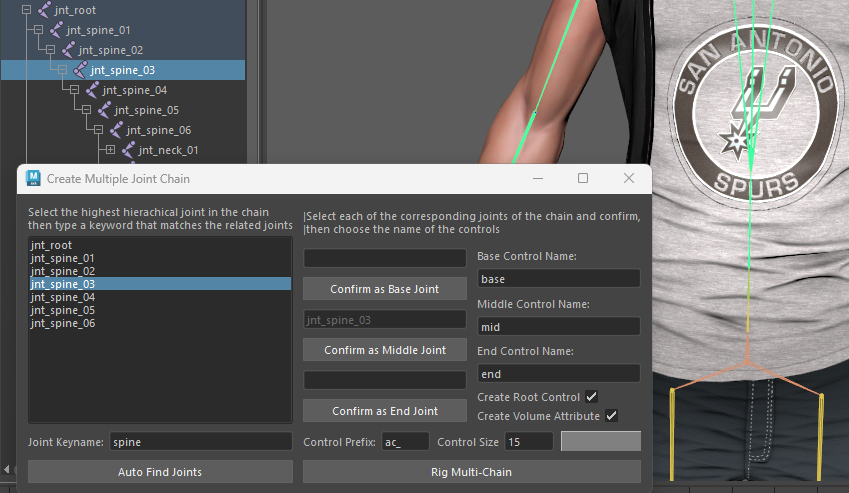 jnt_root
jnt_spine_01
jnt_spine_02
jnt_spine_03
jnt_spine_04
jnt_spine_05
jnt_spine_06
jnt_neck_01
SAN ANTONIO
SPURS
M
Create Multiple Joint Chain
Select the highest hierachical joint in the chain
then type a keyword that matches the related joints
|Select each of the corresponding joints of the chain and confirm,
|then choose the name of the controls
jnt_root
jnt_spine_01
jnt_spine_02
jnt_spine_03
jnt_spine_04
jnt_spine_05
jnt_spine_06
Confirm as Base Joint
jnt_spine_03
Confirm as Middle Joint
Confirm as End Joint
Base Control Name:
base
Middle Control Name:
mid
End Control Name:
end
Create Root Control
Create Volume Attribute
Joint Keyname: spine
Control Prefix: ac_ Control Size 15
Auto Find Joints
Rig Multi-Chain